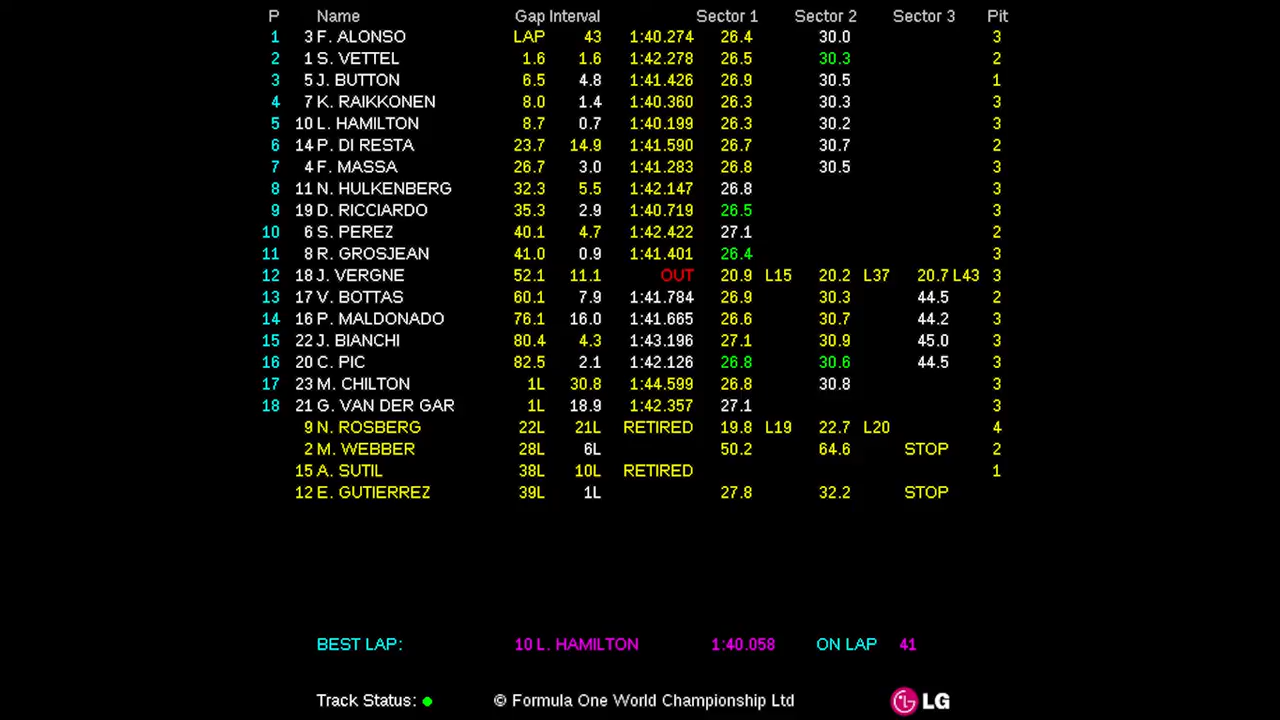 P Name Gap Interval Sector 1 Sector 2 Sector 3 Pit
1 3 F. ALONSO LAP 43 1:40.274 26.4 30.0 3
2 1 S. VETTEL 1.6 1.6 1:42.278 26.5 30.3 2
3 5 J. BUTTON 6.5 4.8 1:41.426 26.9 30.5 1
4 7 K. RAIKKONEN 8.0 1.4 1:40.360 26.3 30.3 3
5 10 L. HAMILTON 8.7 0.7 1:40.199 26.3 30.2 3
6 14 P. DI RESTA 23.7 14.9 1:41.590 26.7 30.7 2
7 4 F. MASSA 26.7 3.0 1:41.283 26.8 30.5 3
8 11 N. HULKENBERG 32.3 5.5 1:42.147 26.8 3
9 19 D. RICCIARDO 35.3 2.9 1:40.719 26.5 3
10 6 S. PEREZ 40.1 4.7 1:42.422 27.1 2
11 8 R. GROSJEAN 41.0 0.9 1:41.401 26.4 3
12 18 J. VERGNE 52.1 11.1 OUT 20.9 L15 20.2 L37 20.7 L43 3
13 17 V. BOTTAS 60.1 7.9 1:41.784 26.9 30.3 44.5 2
14 16 P. MALDONADO 76.1 16.0 1:41.665 26.6 30.7 44.2 3
15 22 J. BIANCHI 80.4 4.3 1:43.196 27.1 30.9 45.0 3
16 20 C. PIC 82.5 2.1 1:42.126 26.8 30.6 44.5 3
17 23 M. CHILTON 1L 30.8 1:44.599 26.8 30.8 3
18 21 G. VAN DER GAR 1L 18.9 1:42.357 27.1 3
9 N. ROSBERG 22L 21L RETIRED 19.8 L19 22.7 L20 4
2 M. WEBBER 28L 6L 50.2 64.6 STOP 2
15 A. SUTIL 38L 10L RETIRED 1
12 E. GUTIERREZ 39L 1L 27.8 32.2 STOP
BEST LAP: 10 L. HAMILTON 1:40.058 ON LAP 41
Track Status: © Formula One World Championship Ltd LG